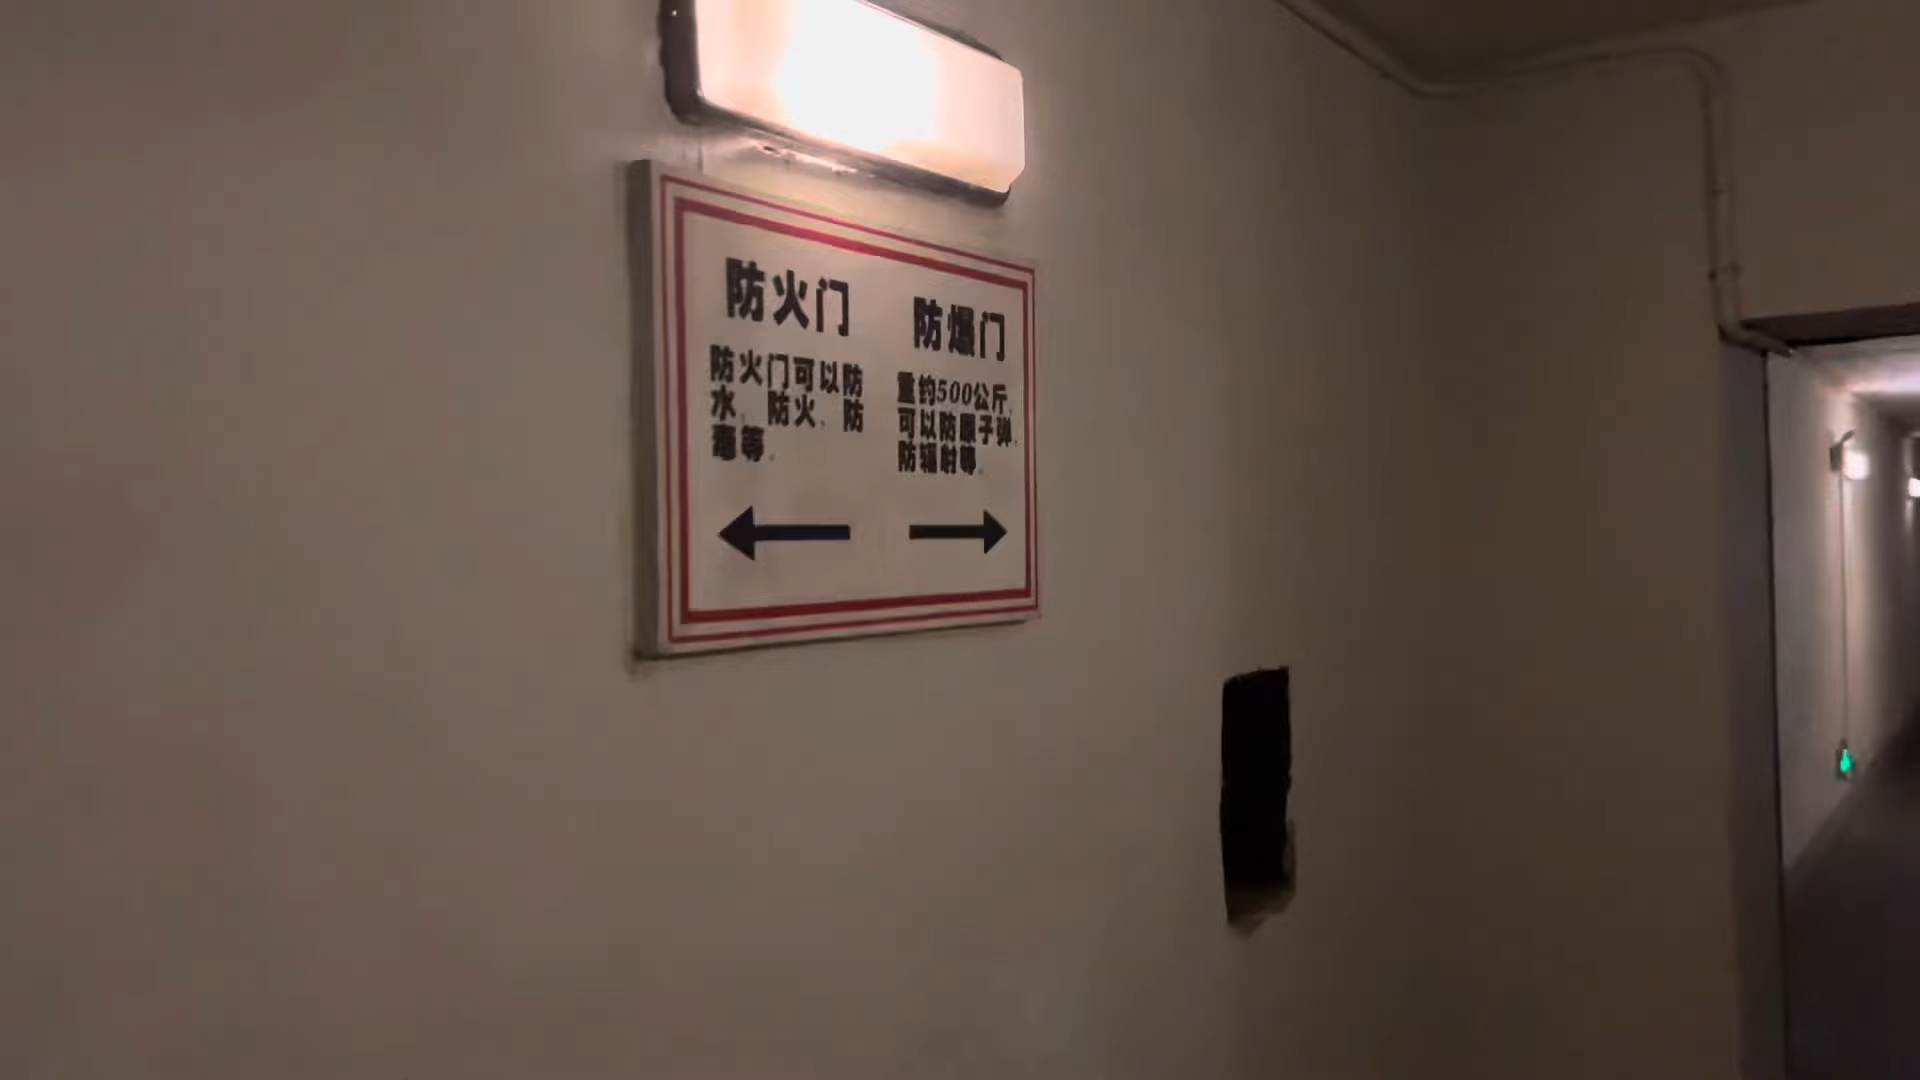 防火门
防火门可以防
水、防火、防
毒等。
防爆门
重约500公斤,
可以防原子弹,
防辐射等。